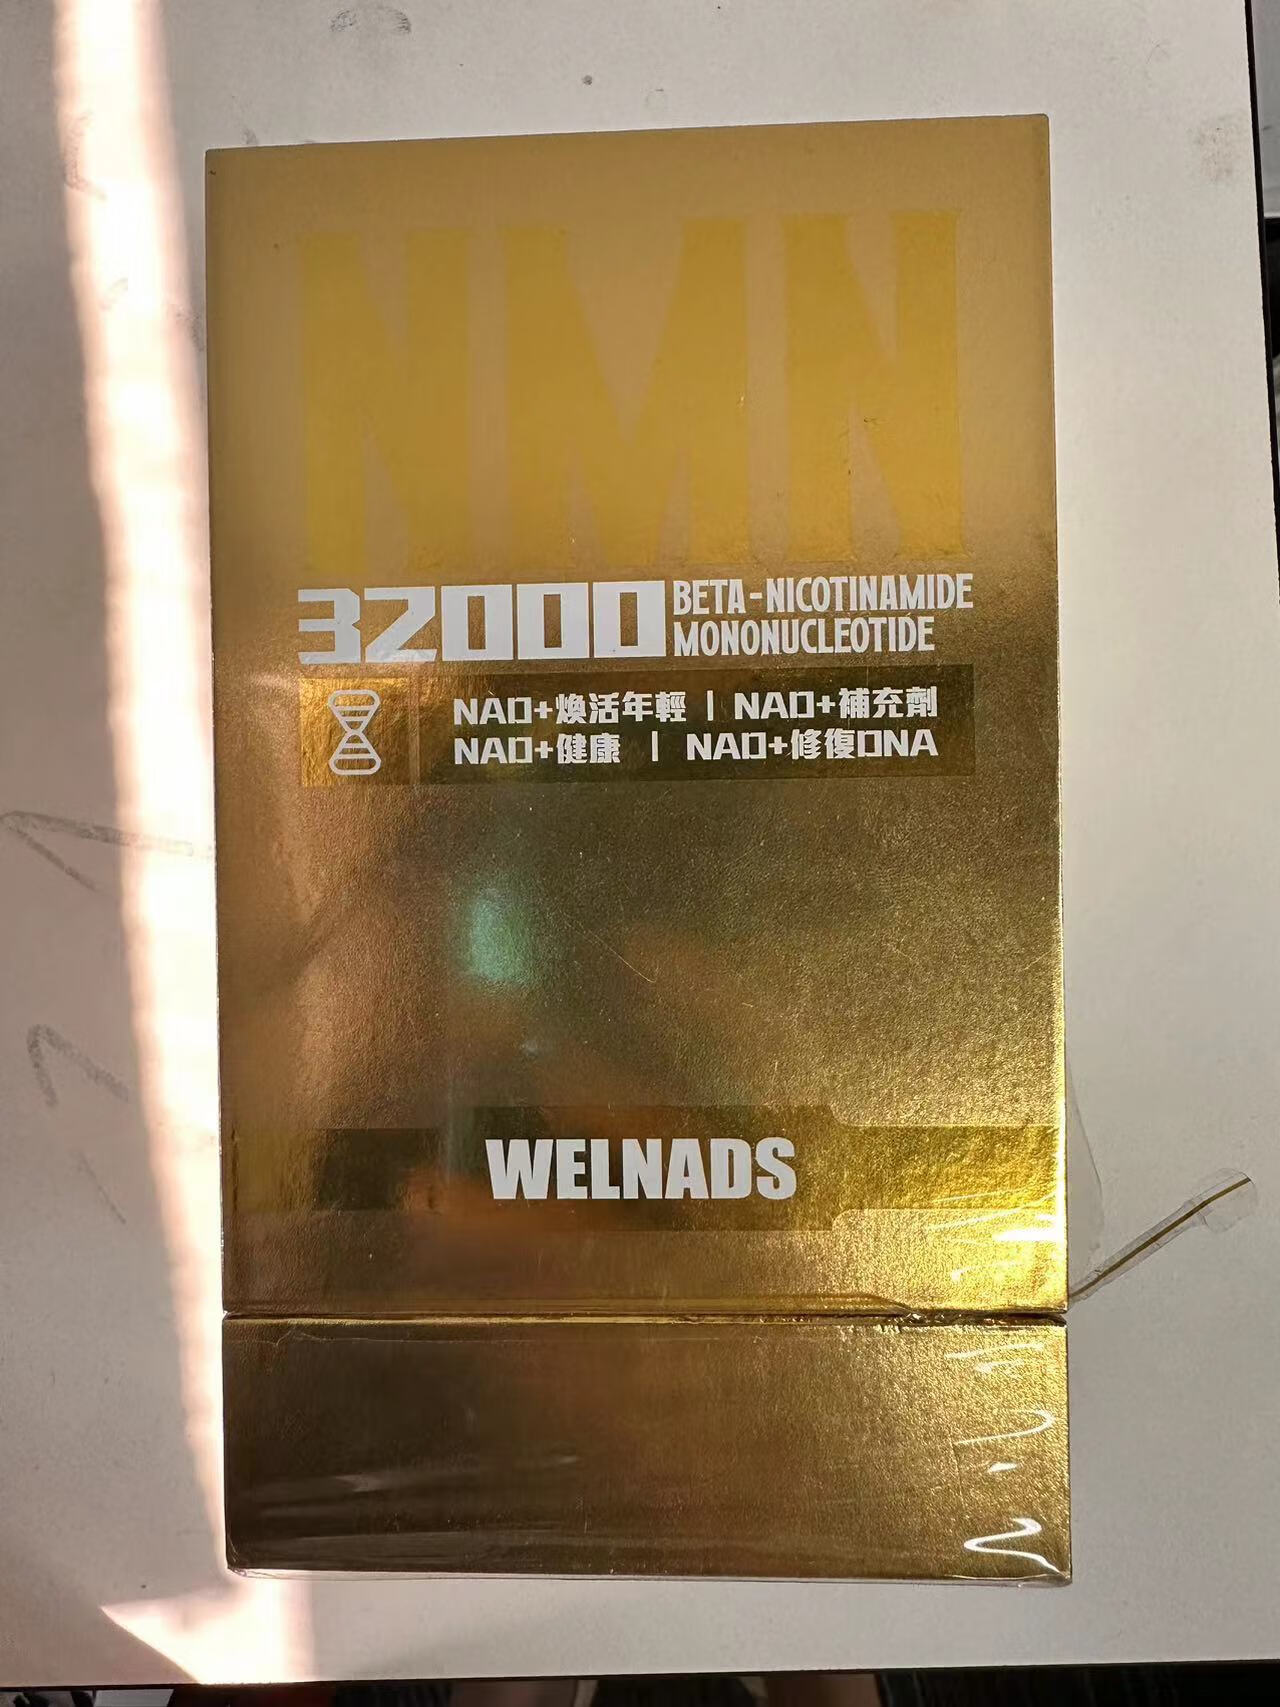 NMN
32000 BETA-NICOTINAMIDE
MONONUCLEOTIDE
NAD+煥活年輕 | NAD+補充劑
NAD+健康 | NAD+修復DNA
WELNADS